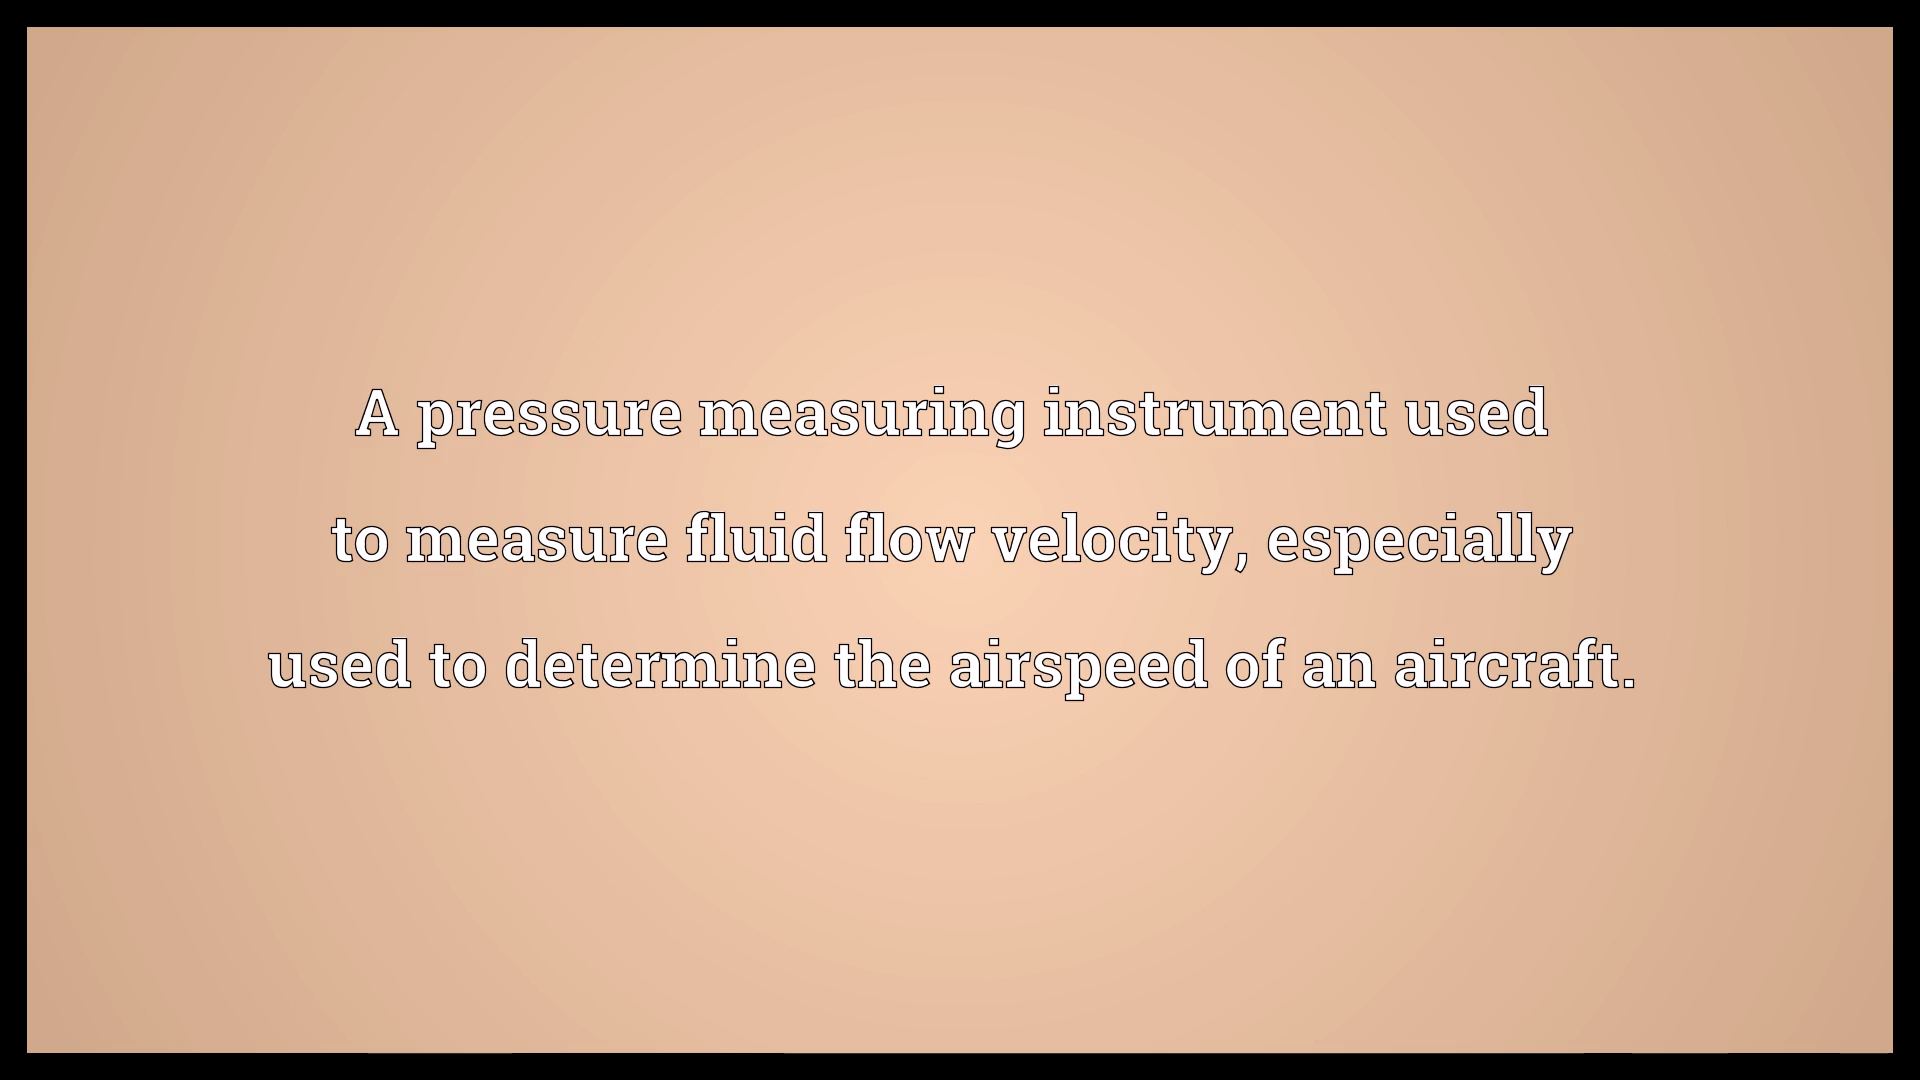 A pressure measuring instrument used
to measure fluid flow velocity, especially
used to determine the airspeed of an aircraft.